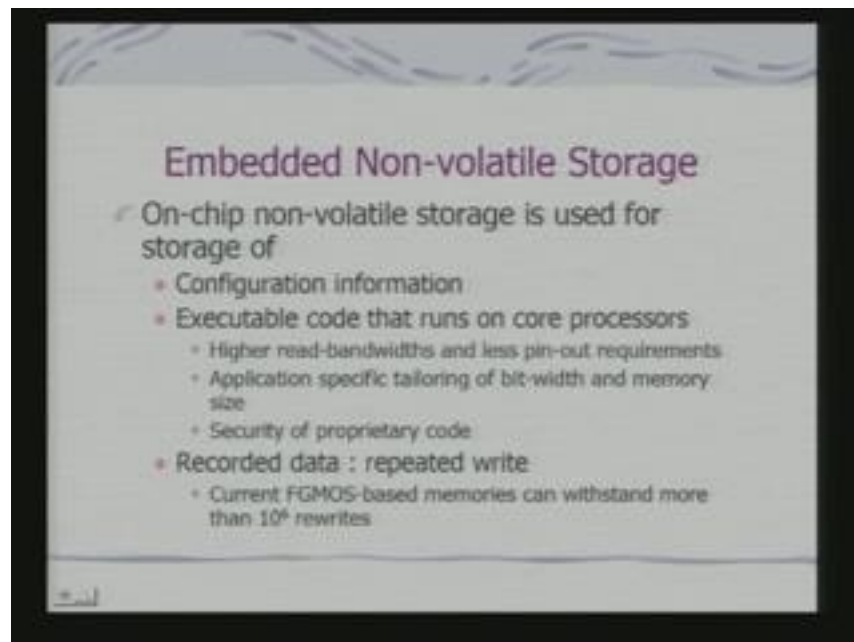 Embedded Non-volatile Storage
On-chip non-volatile storage is used for
storage of
Configuration information
Executable code that runs on core processors
Higher read-bandwidths and less pin-out requirements
Application specific tailoring of bit-width and memory
size
Security of proprietary code
Recorded data : repeated write
Current FGMOS-based memories can withstand more
than 10⁶ rewrites